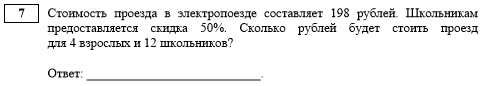 7 Стоимость проезда в электропоезде составляет 198 рублей. Школьникам
предоставляется скидка 50%. Сколько рублей будет стоить проезд
для 4 взрослых и 12 школьников?
Ответ: ___________________________.